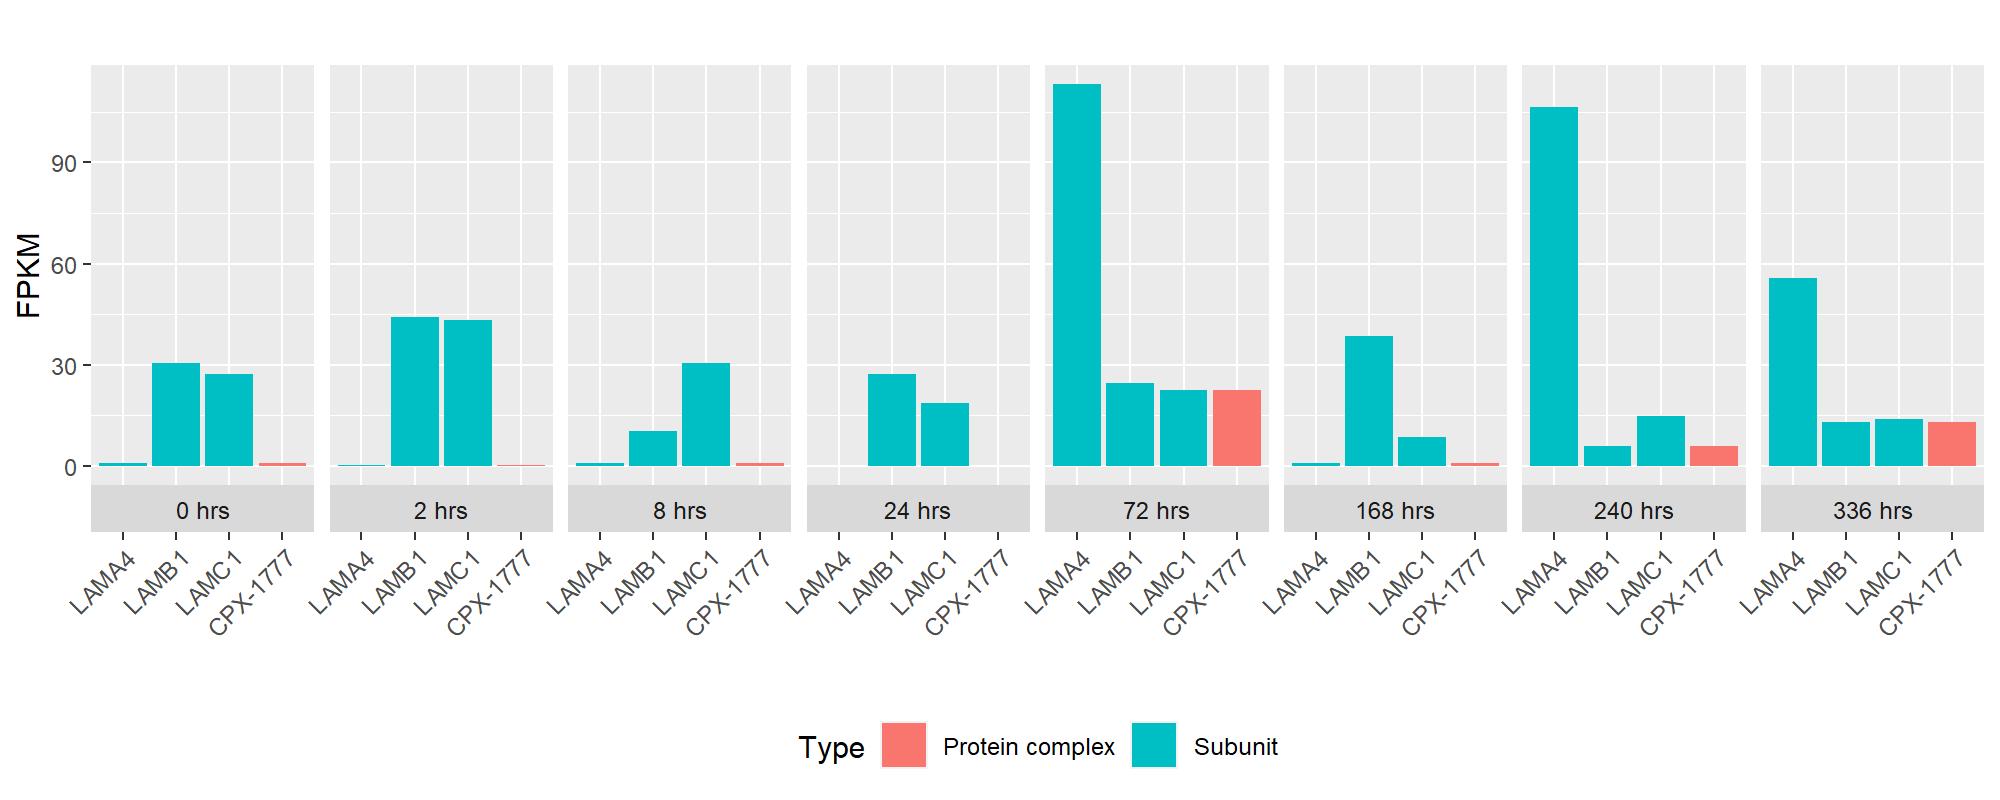 FPKM
90
60
30
0
0 hrs 2 hrs 8 hrs 24 hrs 72 hrs 168 hrs 240 hrs 336 hrs
LAMA4 LAMB1 LAMC1 CPX-1777 LAMA4 LAMB1 LAMC1 CPX-1777 LAMA4 LAMB1 LAMC1 CPX-1777 LAMA4 LAMB1 LAMC1 CPX-1777 LAMA4 LAMB1 LAMC1 CPX-1777 LAMA4 LAMB1 LAMC1 CPX-1777 LAMA4 LAMB1 LAMC1 CPX-1777 LAMA4 LAMB1 LAMC1 CPX-1777
Type Protein complex Subunit